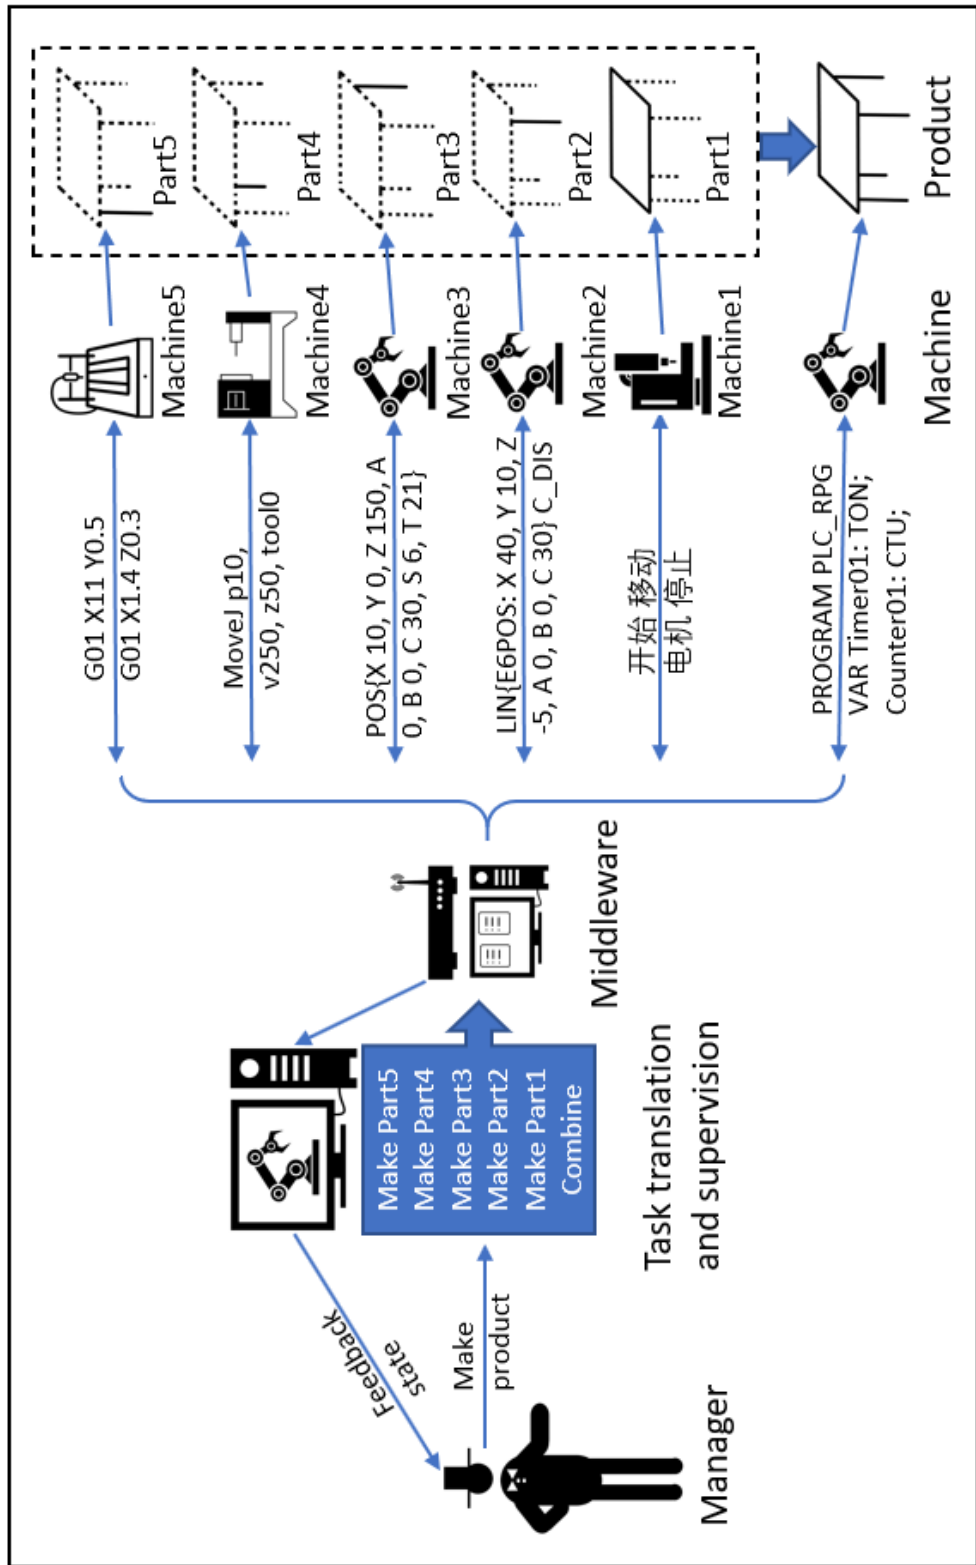 Feedback
state
Make
product
Manager
Make Part5
Make Part4
Make Part3
Make Part2
Make Part1
Combine
Task translation
and supervision
Middleware
G01 X11 Y0.5
G01 X1.4 Z0.3
MoveJ p10,
v250, z50, tool0
POS{X 10, Y 0, Z 150, A
0, B 0, C 30, S 6, T 21}
LIN{E6POS: X 40, Y 10, Z
-5, A 0, B 0, C 30} C_DIS
开始 移动
电机 停止
PROGRAM PLC_RPG
VAR Timer01: TON;
Counter01: CTU;
Machine5
Machine4
Machine3
Machine2
Machine1
Machine
Part5
Part4
Part3
Part2
Part1
Product